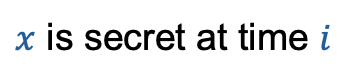 x is secret at time i